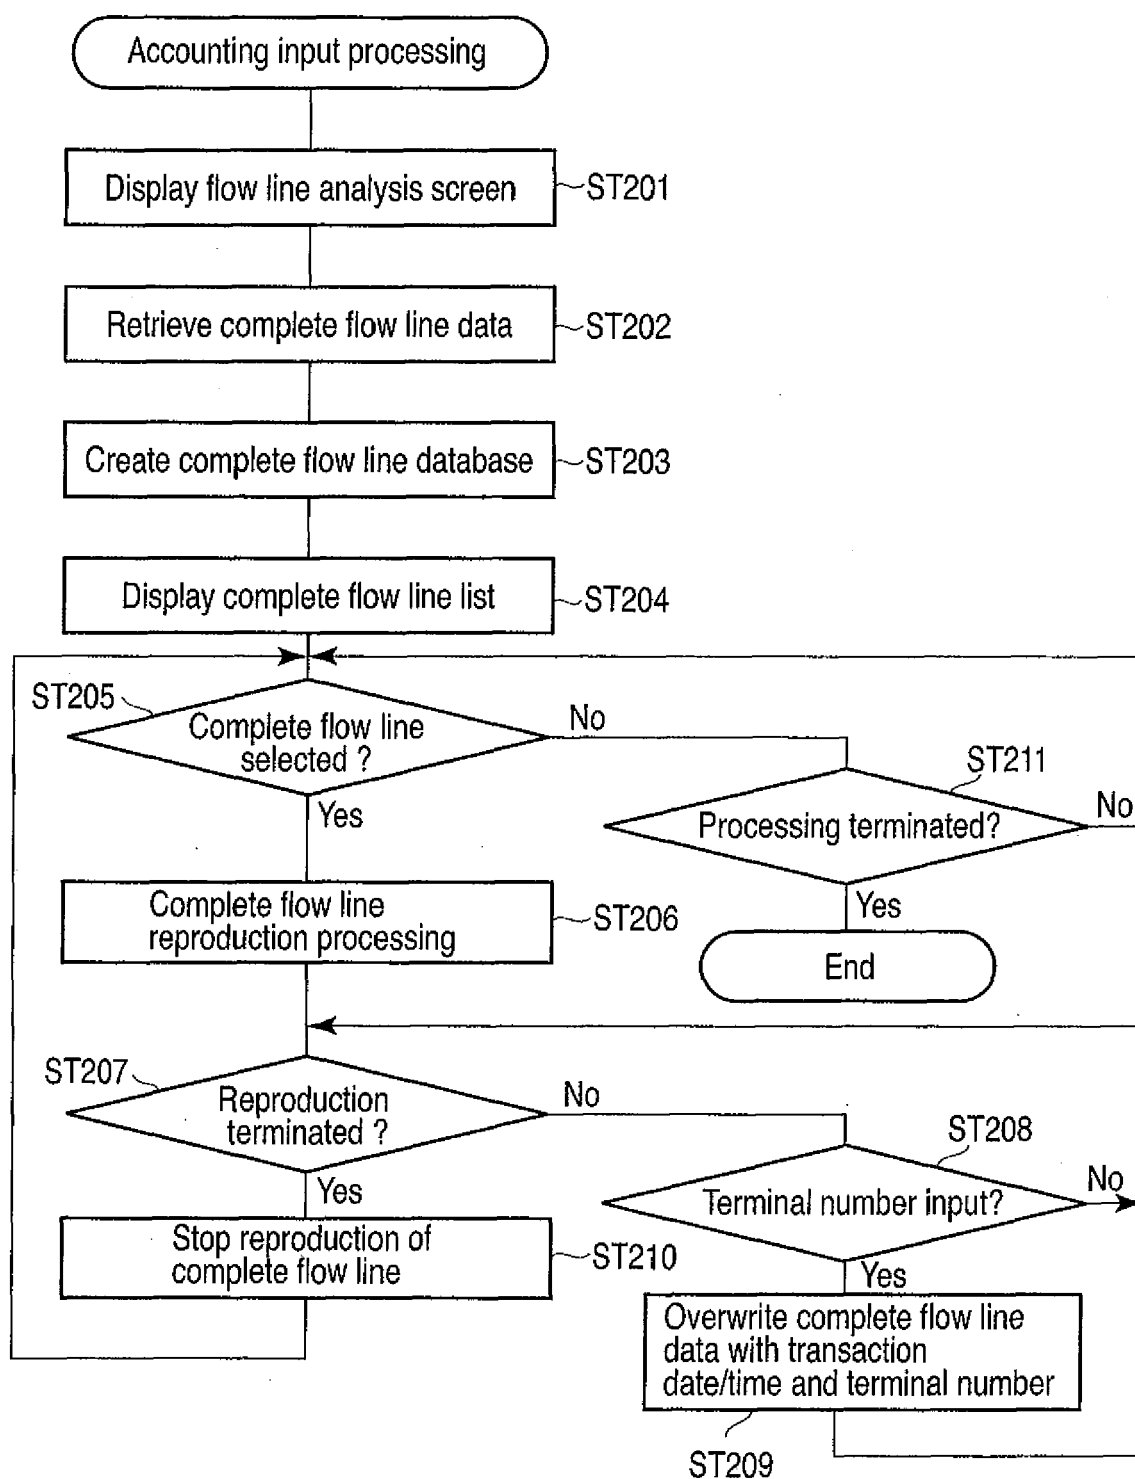 Accounting input processing
Display flow line analysis screen
ST201
Retrieve complete flow line data
ST202
Create complete flow line database
ST203
Display complete flow line list
ST204
ST205
Complete flow line
selected ?
No
Yes
ST211
Processing terminated?
No
Yes
End
Complete flow line
reproduction processing
ST206
ST207
Reproduction
terminated ?
No
Yes
ST208
Terminal number input?
No
Yes
Stop reproduction of
complete flow line
ST210
Overwrite complete flow line
data with transaction
date/time and terminal number
ST209